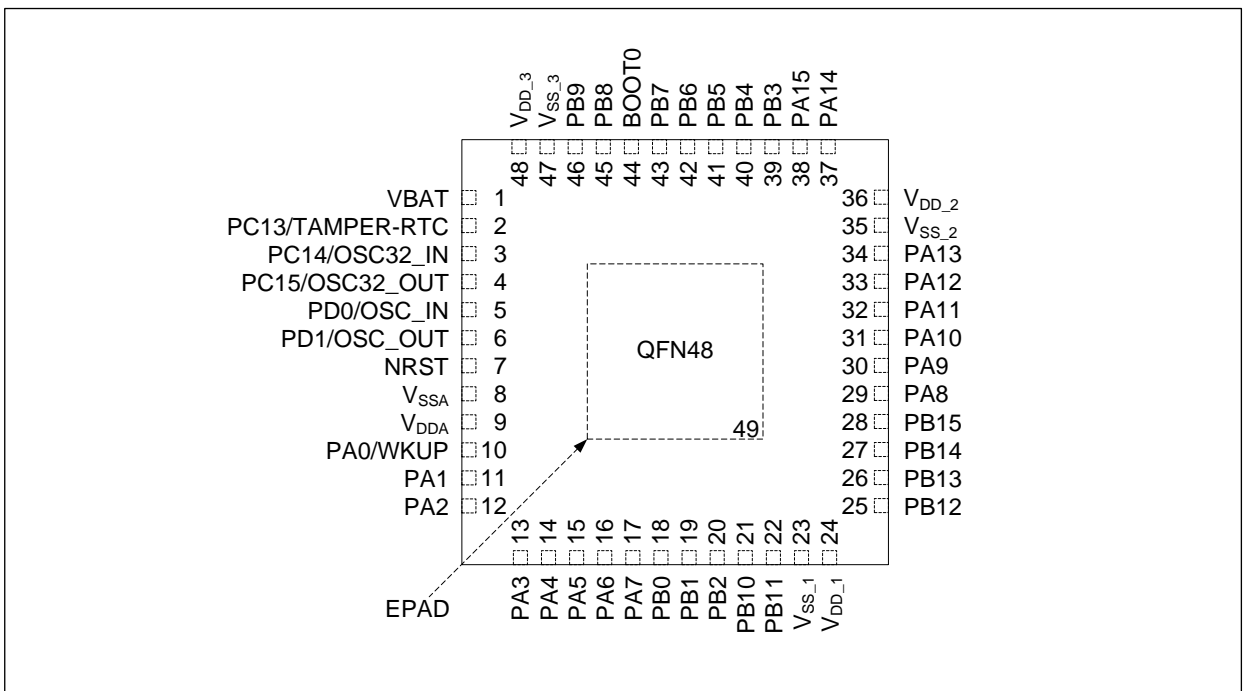 V_DD_3 V_SS_3 PB9 PB8 BOOT0 PB7 PB6 PB5 PB4 PB3 PA15 PA14
48 47 46 45 44 43 42 41 40 39 38 37
VBAT 1
PC13/TAMPER-RTC 2
PC14/OSC32_IN 3
PC15/OSC32_OUT 4
PD0/OSC_IN 5
PD1/OSC_OUT 6
NRST 7
VSSA 8
VDDA 9
PA0/WKUP 10
PA1 11
PA2 12
36 VDD_2
35 VSS_2
34 PA13
33 PA12
32 PA11
31 PA10
30 PA9
29 PA8
28 PB15
27 PB14
26 PB13
25 PB12
QFN48
49
13 14 15 16 17 18 19 20 21 22 23 24
PA3 PA4 PA5 PA6 PA7 PB0 PB1 PB2 PB10 PB11 VSS_1 VDD_1
EPAD